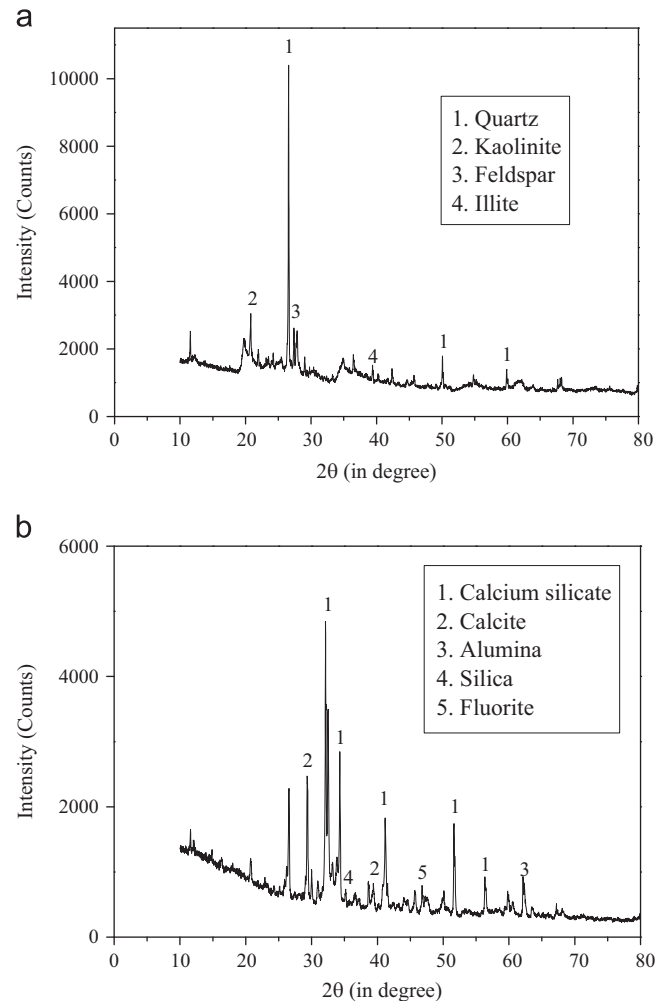 a
1
10000
1. Quartz
2. Kaolinite
3. Feldspar
4. Illite
8000
Intensity (Counts)
6000
4000
2
3
2000
4
1
1
0
0 10 20 30 40 50 60 70 80
2θ (in degree)
b
6000
1
1. Calcium silicate
2. Calcite
3. Alumina
4. Silica
5. Fluorite
4000
Intensity (Counts)
1
2
2000
1
1
1
3
5
2
4
0
0 10 20 30 40 50 60 70 80
2θ (in degree)